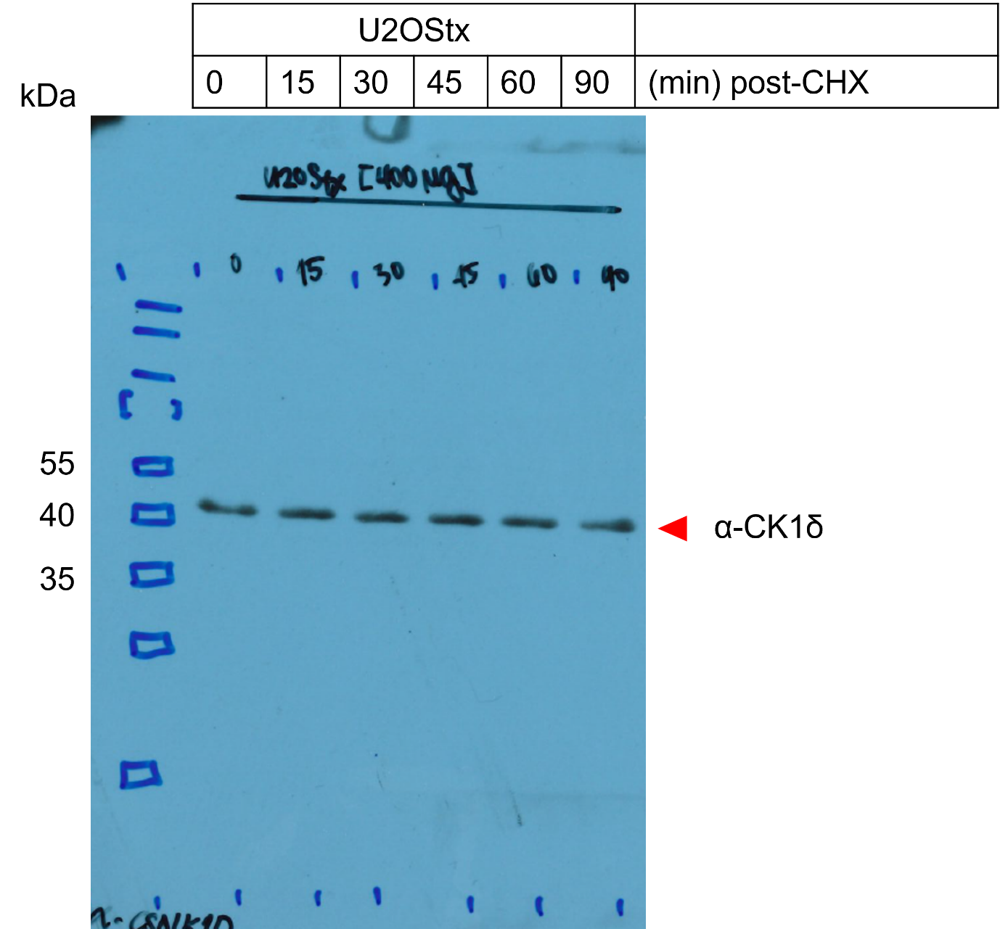 U2OStx
0 15 30 45 60 90 (min) post-CHX
kDa
U2OStx [400 µg]
0 15 30 45 60 90
55
40
35
α-CK1δ
α-CSNK1D